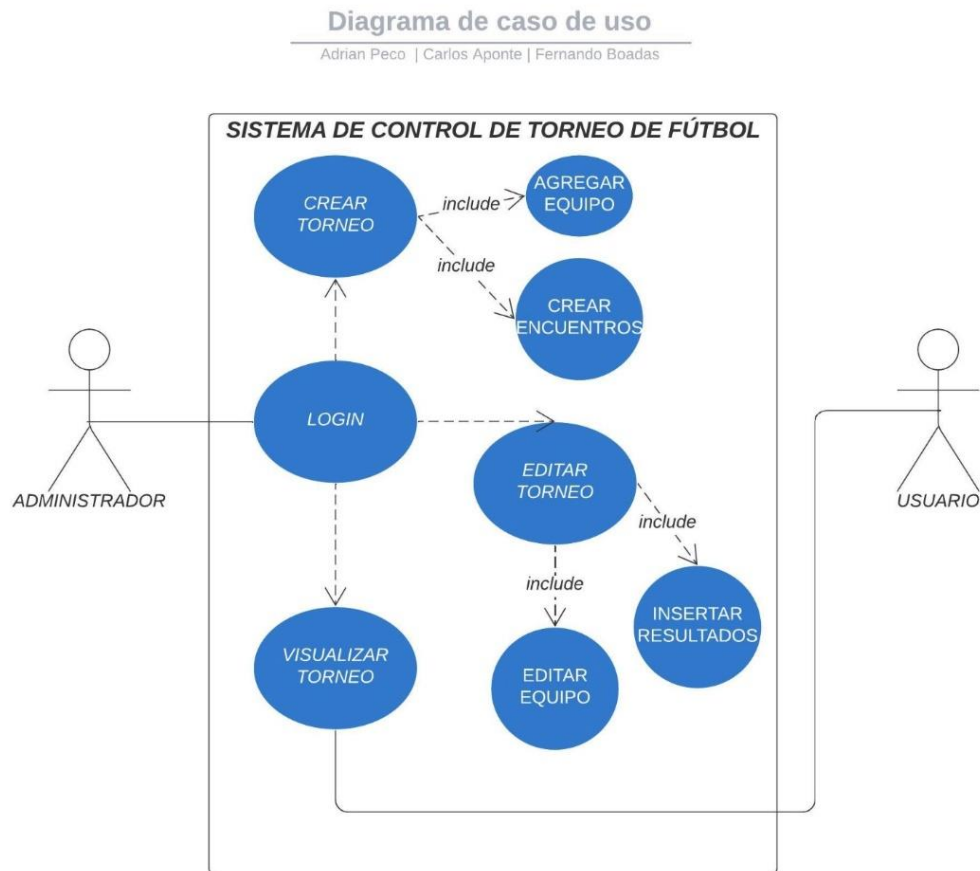 Diagrama de caso de uso
Adrian Peco | Carlos Aponte | Fernando Boadas
SISTEMA DE CONTROL DE TORNEO DE FÚTBOL
CREAR
TORNEO
include
AGREGAR
EQUIPO
include
CREAR
ENCUENTROS
LOGIN
ADMINISTRADOR
EDITAR
TORNEO
USUARIO
include
include
INSERTAR
RESULTADOS
VISUALIZAR
TORNEO
EDITAR
EQUIPO